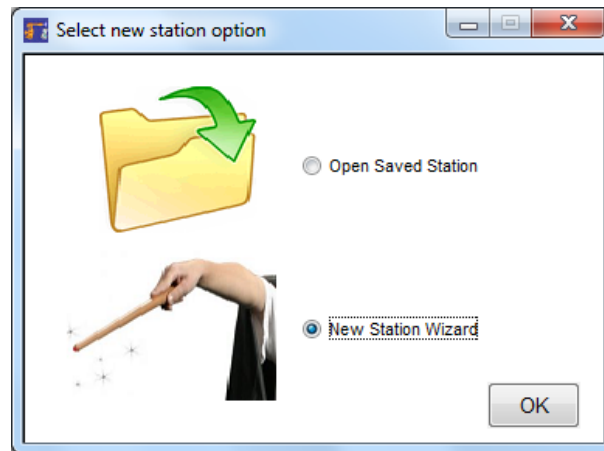 Select new station option
Open Saved Station
New Station Wizard
OK